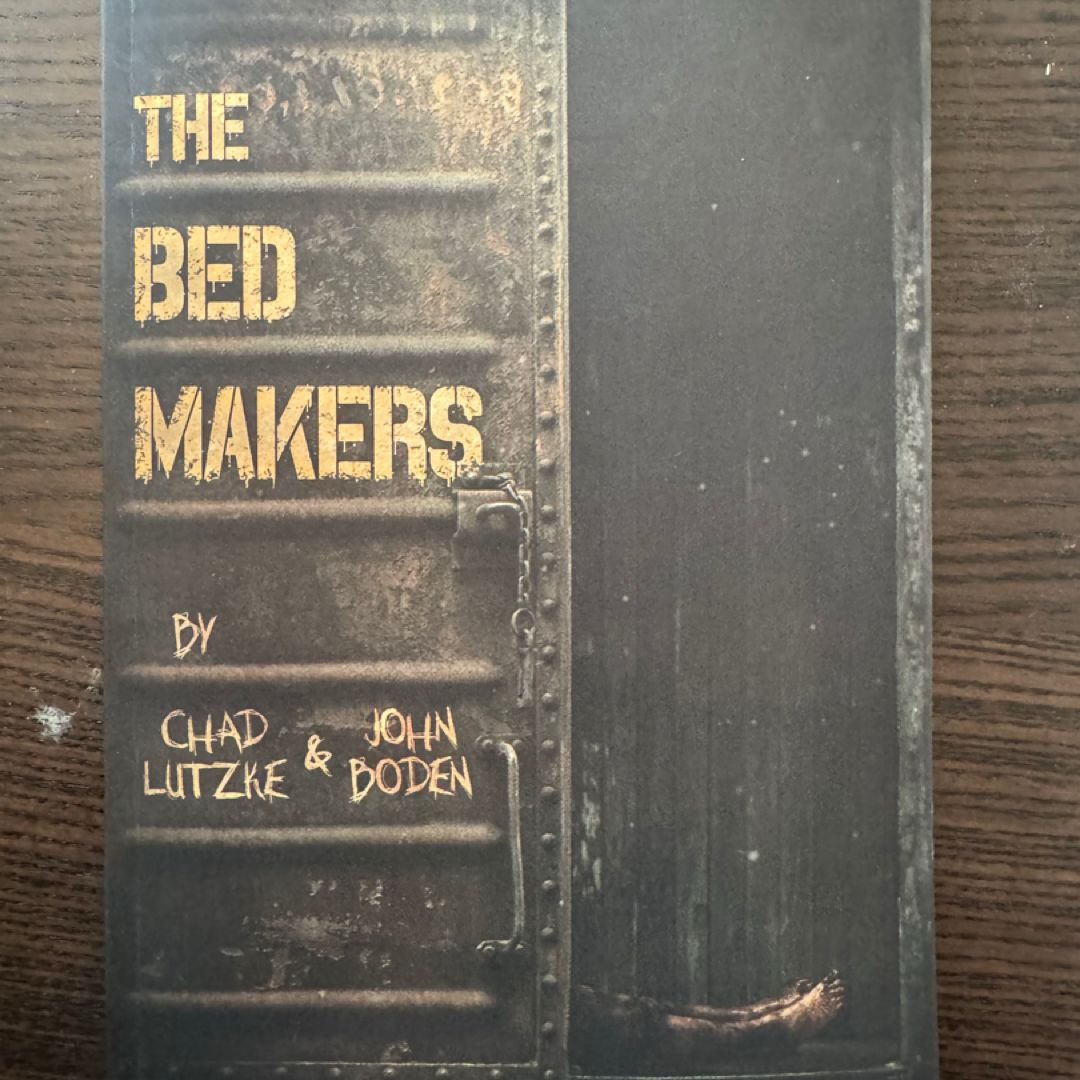 THE
BED
MAKERS
BY
CHAD
LUTZKE
&
JOHN
BODEN